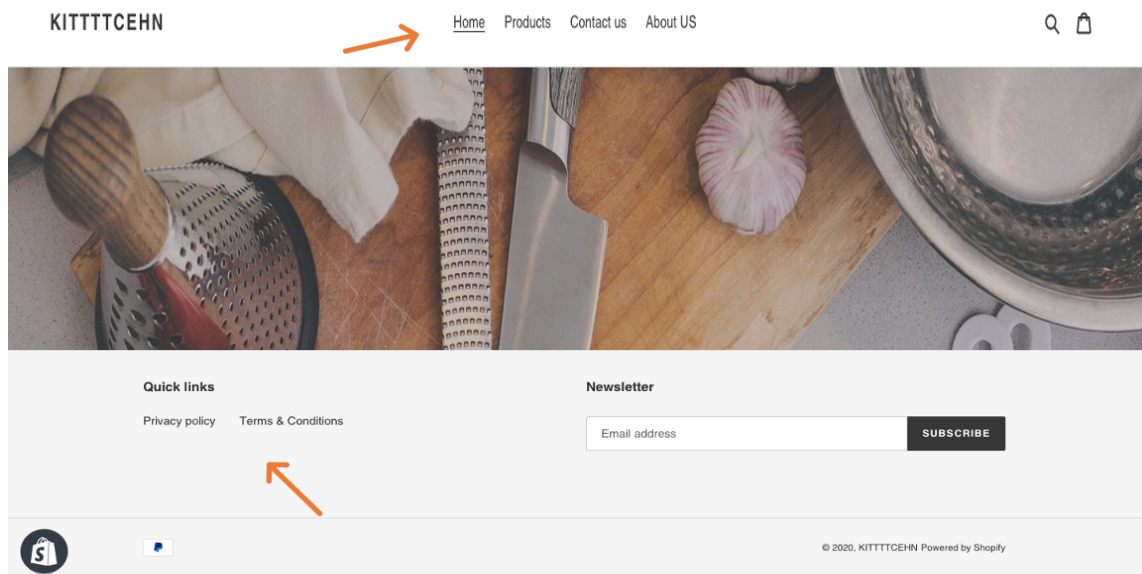 KITTTTCEHN
Home Products Contact us About US
Quick links
Privacy policy Terms & Conditions
Newsletter
Email address SUBSCRIBE
© 2020, KITTTTCEHN Powered by Shopify